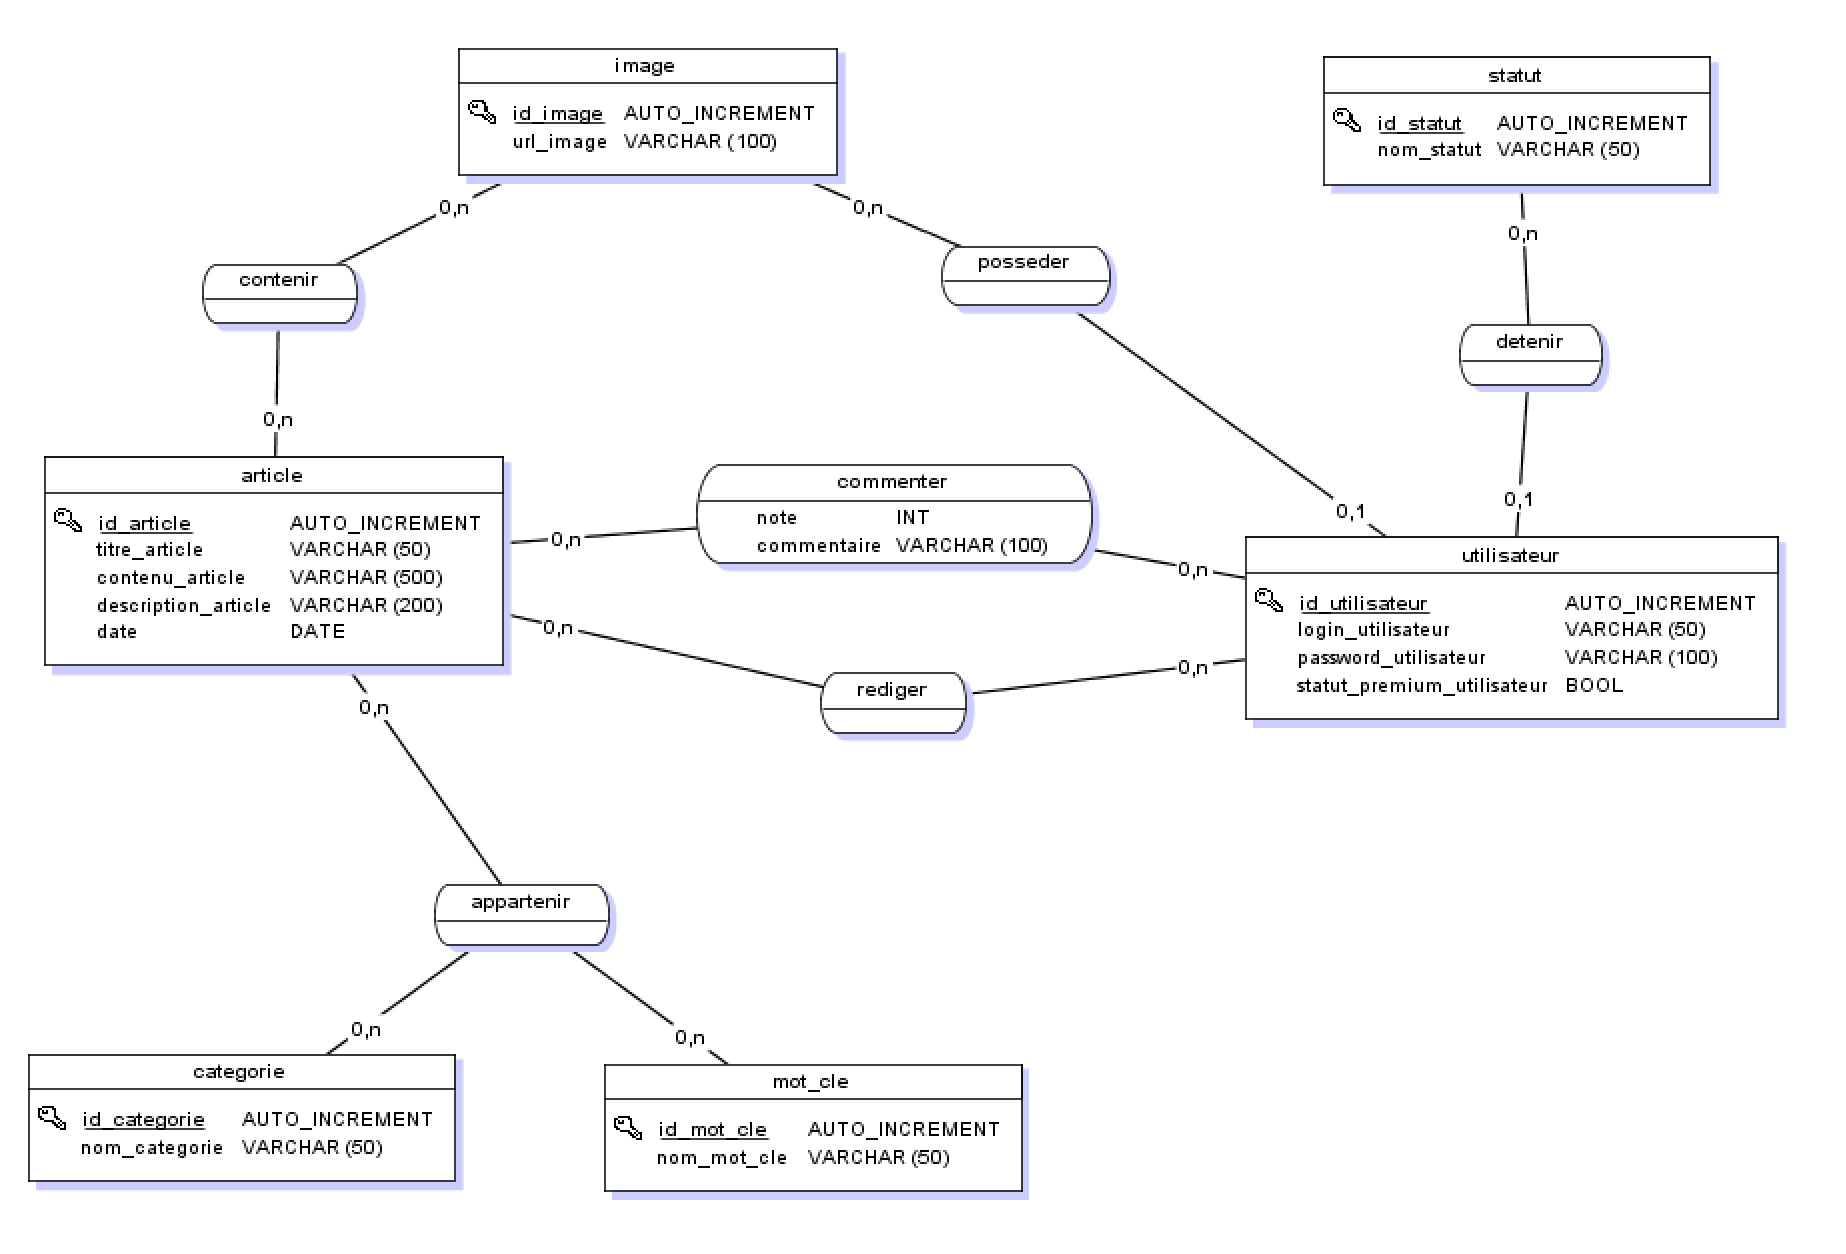 image
id_image AUTO_INCREMENT
url_image VARCHAR (100)
statut
id_statut AUTO_INCREMENT
nom_statut VARCHAR (50)
0,n
0,n
0,n
contenir
posseder
detenir
0,n
0,1
0,1
article
id_article AUTO_INCREMENT
titre_article VARCHAR (50)
contenu_article VARCHAR (500)
description_article VARCHAR (200)
date DATE
commenter
note INT
commentaire VARCHAR (100)
0,n
0,n
utilisateur
id_utilisateur AUTO_INCREMENT
login_utilisateur VARCHAR (50)
password_utilisateur VARCHAR (100)
statut_premium_utilisateur BOOL
0,n
0,n
rediger
0,n
appartenir
0,n
0,n
categorie
id_categorie AUTO_INCREMENT
nom_categorie VARCHAR (50)
mot_cle
id_mot_cle AUTO_INCREMENT
nom_mot_cle VARCHAR (50)